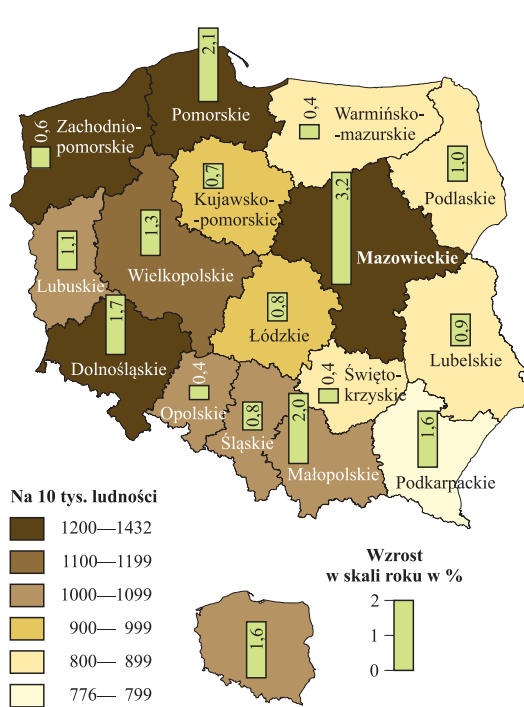 2,1
Pomorskie
0,6
Zachodnio-
pomorskie
0,4
Warmińsko-
-mazurskie
1,0
Podlaskie
0,7
Kujawsko-
-pomorskie
3,2
Mazowieckie
1,1
Lubuskie
1,3
Wielkopolskie
0,8
Łódzkie
0,9
Lubelskie
1,7
Dolnośląskie
0,4
Opolskie
0,8
Śląskie
2,0
Małopolskie
0,4
Święto-
krzyskie
1,6
Podkarpackie
Na 10 tys. ludności
1200—1432
1100—1199
1000—1099
900— 999
800— 899
776— 799
1,6
Wzrost
w skali roku w %
2
1
0